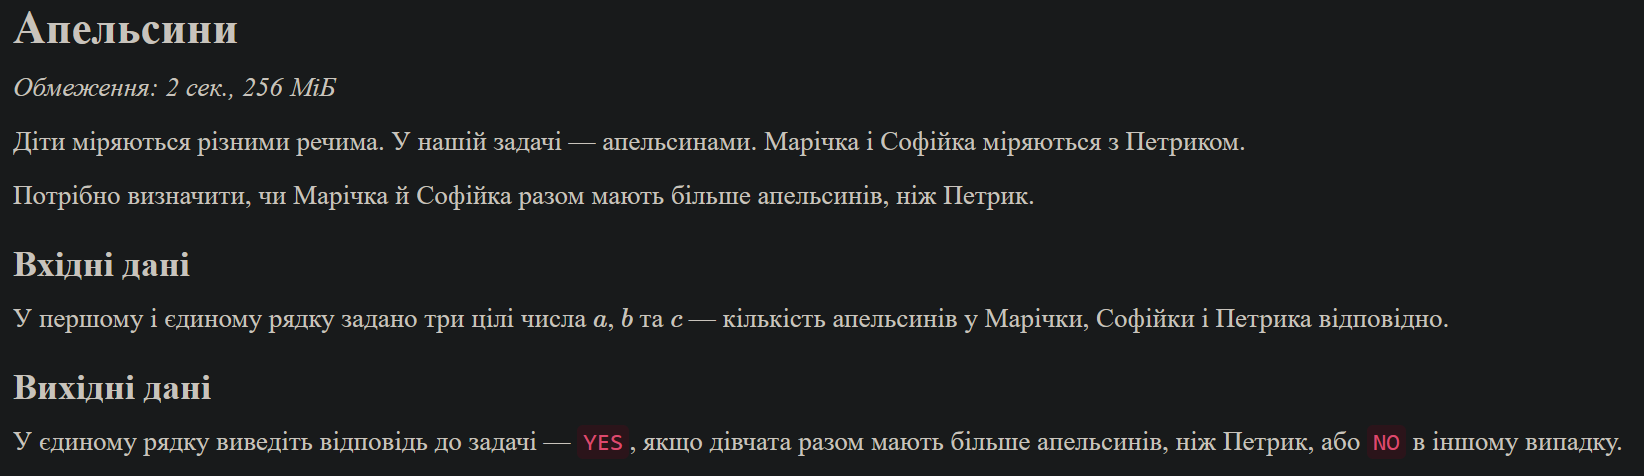 Апельсини
Обмеження: 2 сек., 256 МіБ
Діти міряються різними речима. У нашій задачі — апельсинами. Марічка і Софійка міряються з Петриком.
Потрібно визначити, чи Марічка й Софійка разом мають більше апельсинів, ніж Петрик.
Вхідні дані
У першому і єдиному рядку задано три цілі числа a, b та c — кількість апельсинів у Марічки, Софійки і Петрика відповідно.
Вихідні дані
У єдиному рядку виведіть відповідь до задачі — YES, якщо дівчата разом мають більше апельсинів, ніж Петрик, або NO в іншому випадку.